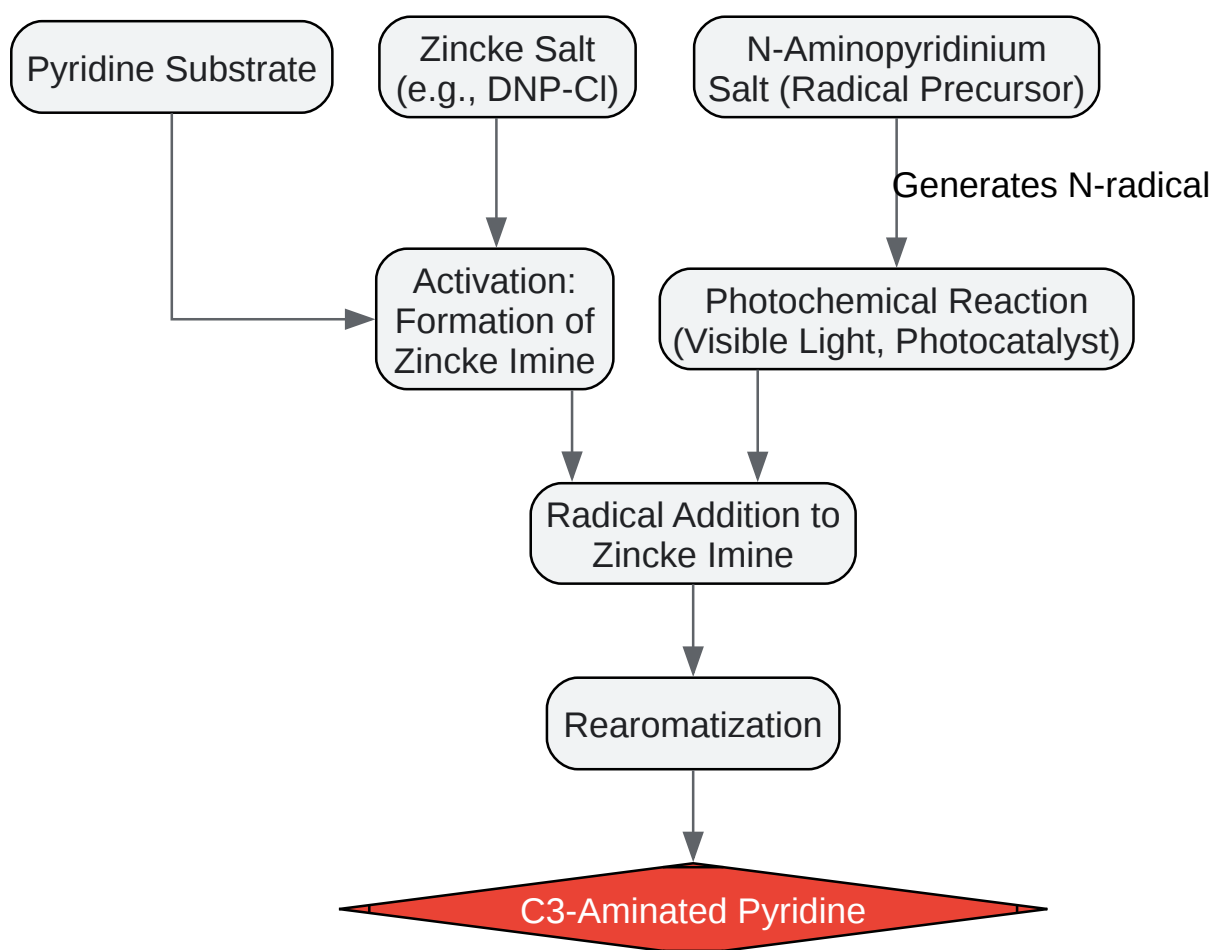 Pyridine Substrate
Zincke Salt
(e.g., DNP-Cl)
N-Aminopyridinium
Salt (Radical Precursor)
Generates N-radical
Activation:
Formation of
Zincke Imine
Photochemical Reaction
(Visible Light, Photocatalyst)
Radical Addition to
Zincke Imine
Rearomatization
C3-Aminated Pyridine